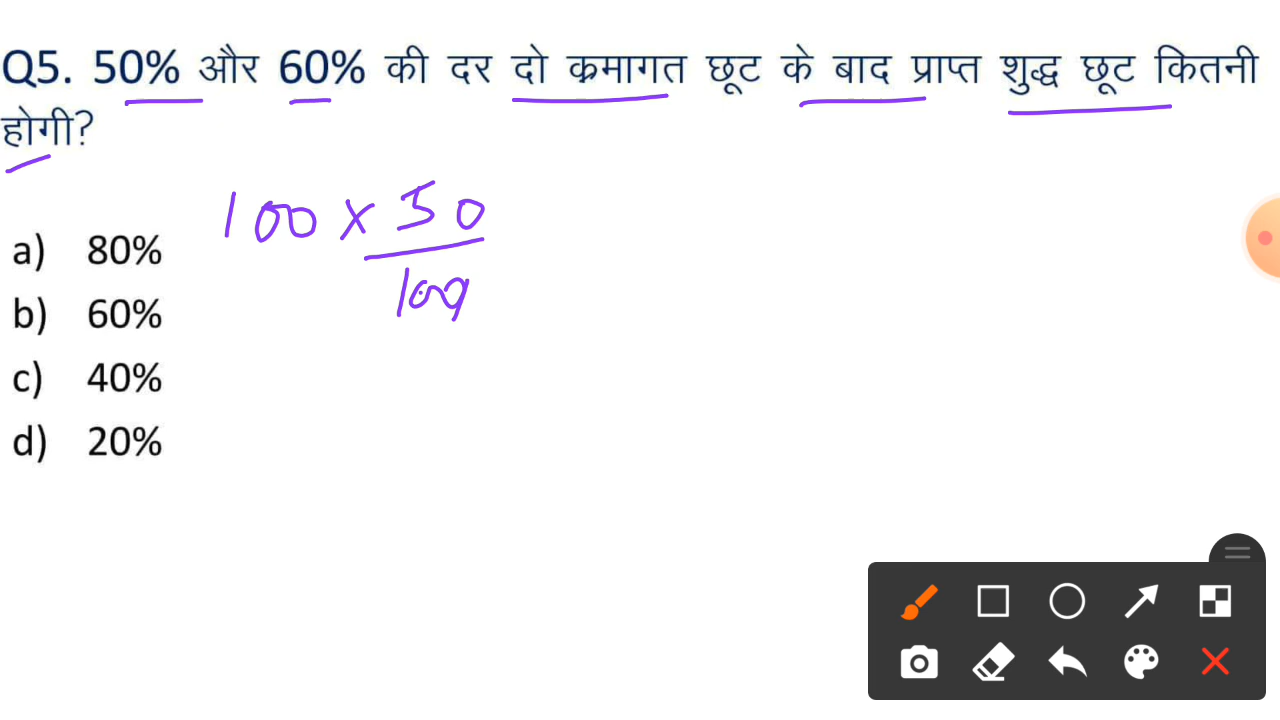 Q5. 50% और 60% की दर दो क्रमागत छूट के बाद प्राप्त शुद्ध छूट कितनी
होगी?
100 x 50
100
a) 80%
b) 60%
c) 40%
d) 20%